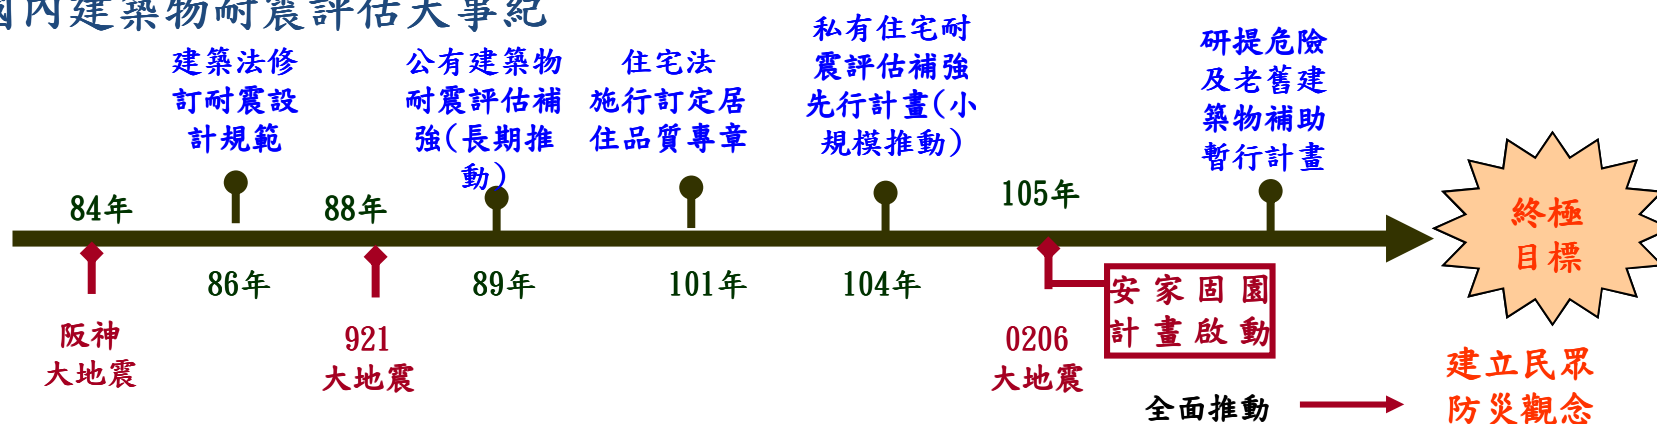 國內建築物耐震評估大事紀
建築法修
訂耐震設
計規範
公有建築物
耐震評估補
強(長期推
動)
住宅法
施行訂定居
住品質專章
私有住宅耐
震評估補強
先行計畫(小
規模推動)
研提危險
及老舊建
築物補助
暫行計畫
84年
88年
105年
86年
89年
101年
104年
阪神
大地震
921
大地震
0206
大地震
安家固園
計畫啟動
全面推動
終極
目標
建立民眾
防災觀念